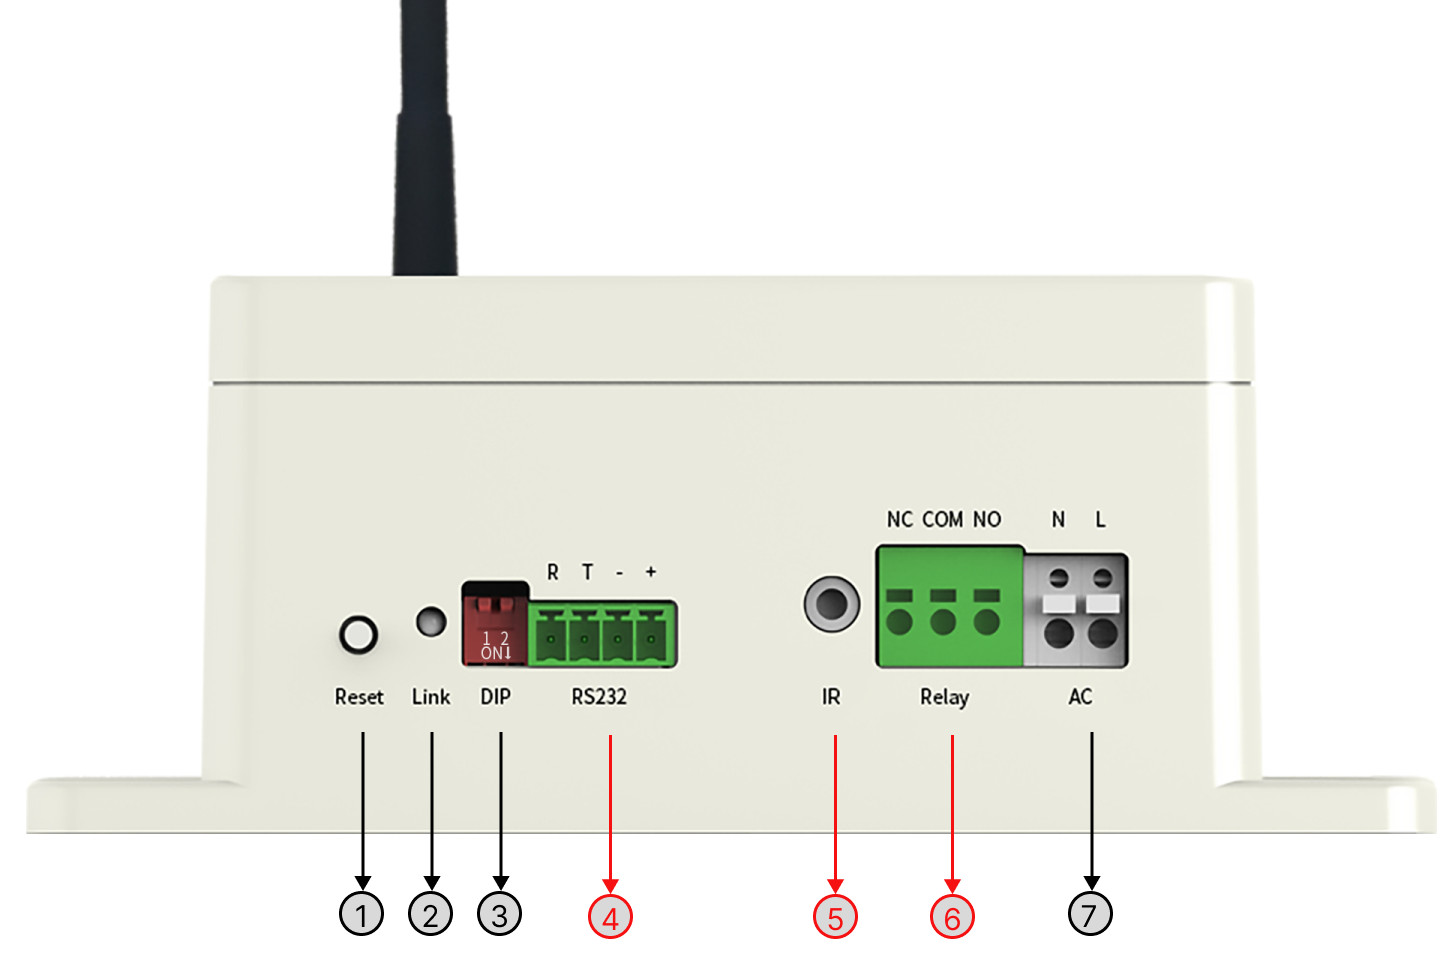 NC COM NO N L
R T - +
1 2
ON↓
Reset Link DIP RS232 IR Relay AC
1 2 3 4 5 6 7